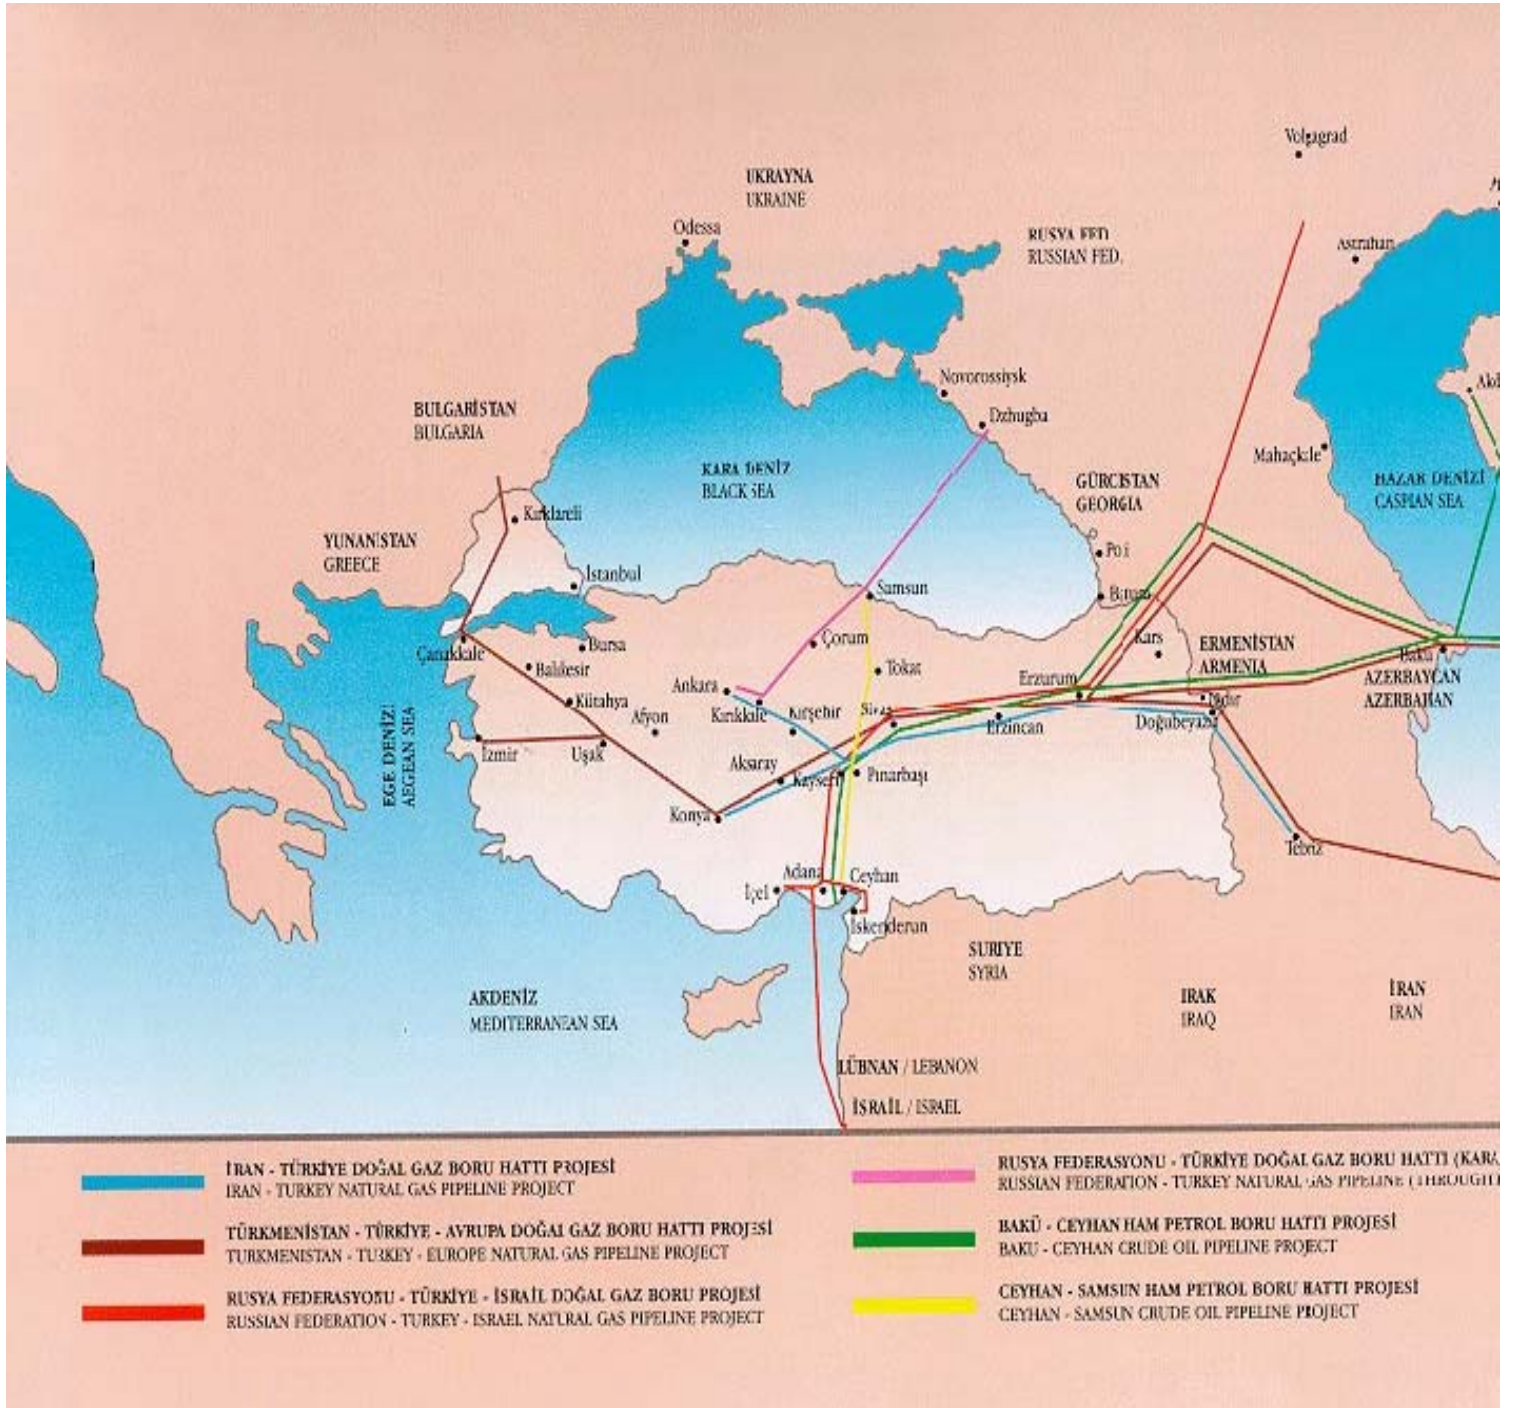 Volgagrad
UKRAYNA
UKRAINE
Odessa
RUSYA FED.
RUSSIAN FED.
Astrahan
Novorossiysk
Dzhugba
BULGARİSTAN
BULGARIA
Mahaçkale
KARA DENİZ
BLACK SEA
GÜRCİSTAN
GEORGIA
HAZAR DENİZİ
CASPIAN SEA
Kırklareli
YUNANİSTAN
GREECE
Poti
İstanbul
Samsun
Batum
Çanakkale
Bursa
Çorum
Kars
ERMENİSTAN
ARMENIA
Baku
Balıkesir
Tokat
Erzurum
AZERBAYCAN
AZERBAIJAN
Ankara
Kütahya
Kırıkkale
Kırşehir
Sivas
Iğdır
Afyon
Erzincan
Doğubeyazıt
EGE DENİZİ
AEGEAN SEA
İzmir
Uşak
Aksaray
Kayseri
Pınarbaşı
Konya
Tebriz
Adana
Ceyhan
İçel
İskenderun
SURIYE
SYRIA
AKDENİZ
MEDITERRANEAN SEA
IRAK
IRAQ
İRAN
IRAN
LÜBNAN / LEBANON
İSRAİL / ISRAEL
İRAN - TÜRKİYE DOĞAL GAZ BORU HATTI PROJESİ
IRAN - TURKEY NATURAL GAS PIPELINE PROJECT
TÜRKMENİSTAN - TÜRKİYE - AVRUPA DOĞAL GAZ BORU HATTI PROJESİ
TURKMENISTAN - TURKEY - EUROPE NATURAL GAS PIPELINE PROJECT
RUSYA FEDERASYONU - TÜRKİYE - İSRAİL DOĞAL GAZ BORU PROJESİ
RUSSIAN FEDERATION - TURKEY - ISRAEL NATURAL GAS PIPELINE PROJECT
RUSYA FEDERASYONU - TÜRKİYE DOĞAL GAZ BORU HATTI (KARA
RUSSIAN FEDERATION - TURKEY NATURAL GAS PIPELINE (THROUGH
BAKÜ - CEYHAN HAM PETROL BORU HATTI PROJESİ
BAKU - CEYHAN CRUDE OIL PIPELINE PROJECT
CEYHAN - SAMSUN HAM PETROL BORU HATTI PROJESİ
CEYHAN - SAMSUN CRUDE OIL PIPELINE PROJECT